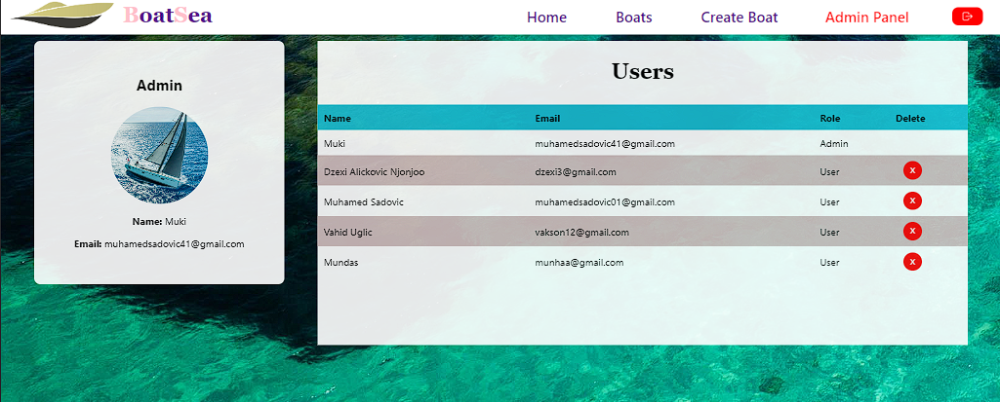 BoatSea
Home
Boats
Create Boat
Admin Panel
Admin
Name: Muki
Email: muhamedsadovic41@gmail.com
Users
Name Email Role Delete
Muki muhamedsadovic41@gmail.com Admin
Dzexi Alickovic Njonjoo dzexi3@gmail.com User x
Muhamed Sadovic muhamedsadovic01@gmail.com User x
Vahid Uglic vakson12@gmail.com User x
Mundas munhaa@gmail.com User x